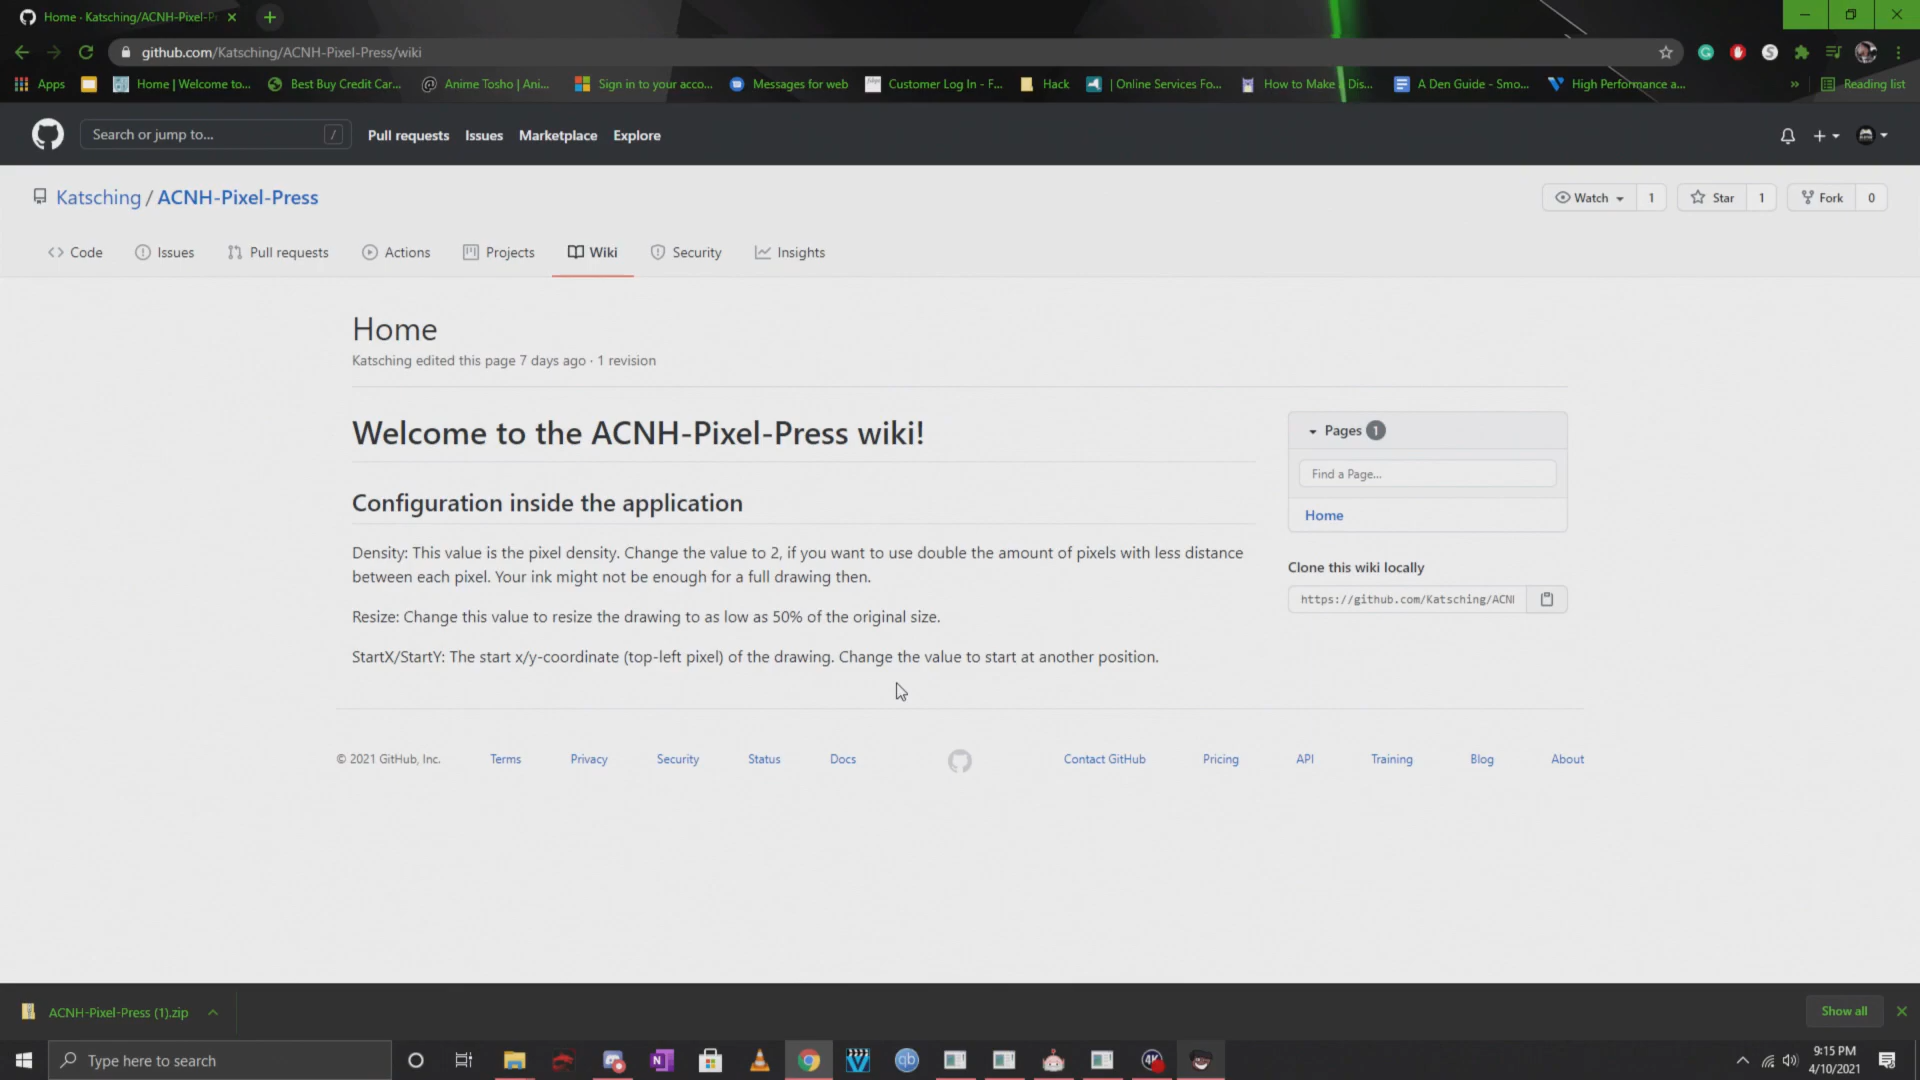 Home · Katsching/ACNH-Pixel-P
github.com/Katsching/ACNH-Pixel-Press/wiki
Apps
Home | Welcome to...
Best Buy Credit Car...
Anime Tosho | Ani...
Sign in to your acco...
Messages for web
Customer Log In - F...
Hack
| Online Services Fo...
How to Make a Dis...
A Den Guide - Smo...
High Performance a...
»
Reading list
Search or jump to...
/
Pull requests
Issues
Marketplace
Explore
Katsching / ACNH-Pixel-Press
Watch 1
Star 1
Fork 0
Code
Issues
Pull requests
Actions
Projects
Wiki
Security
Insights
Home
Katsching edited this page 7 days ago · 1 revision
Welcome to the ACNH-Pixel-Press wiki!
Configuration inside the application
Density: This value is the pixel density. Change the value to 2, if you want to use double the amount of pixels with less distance
between each pixel. Your ink might not be enough for a full drawing then.
Resize: Change this value to resize the drawing to as low as 50% of the original size.
StartX/StartY: The start x/y-coordinate (top-left pixel) of the drawing. Change the value to start at another position.
Pages 1
Find a Page...
Home
Clone this wiki locally
https://github.com/Katsching/ACNH
© 2021 GitHub, Inc.
Terms
Privacy
Security
Status
Docs
Contact GitHub
Pricing
API
Training
Blog
About
ACNH-Pixel-Press (1).zip
Show all
Type here to search
9:15 PM
4/10/2021